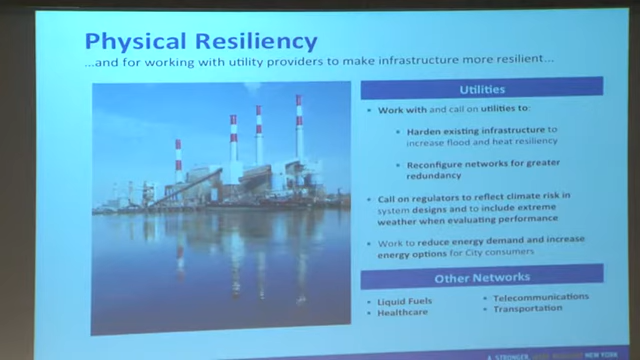 Physical Resiliency
...and for working with utility providers to make infrastructure more resilient...
Utilities
• Work with and call on utilities to:
• Harden existing infrastructure to
increase flood and heat resiliency
• Reconfigure networks for greater
redundancy
• Call on regulators to reflect climate risk in
system designs and to include extreme
weather when evaluating performance
• Work to reduce energy demand and increase
energy options for City consumers
Other Networks
• Liquid Fuels
• Healthcare
• Telecommunications
• Transportation
A STRONGER, MORE RESILIENT NEW YORK